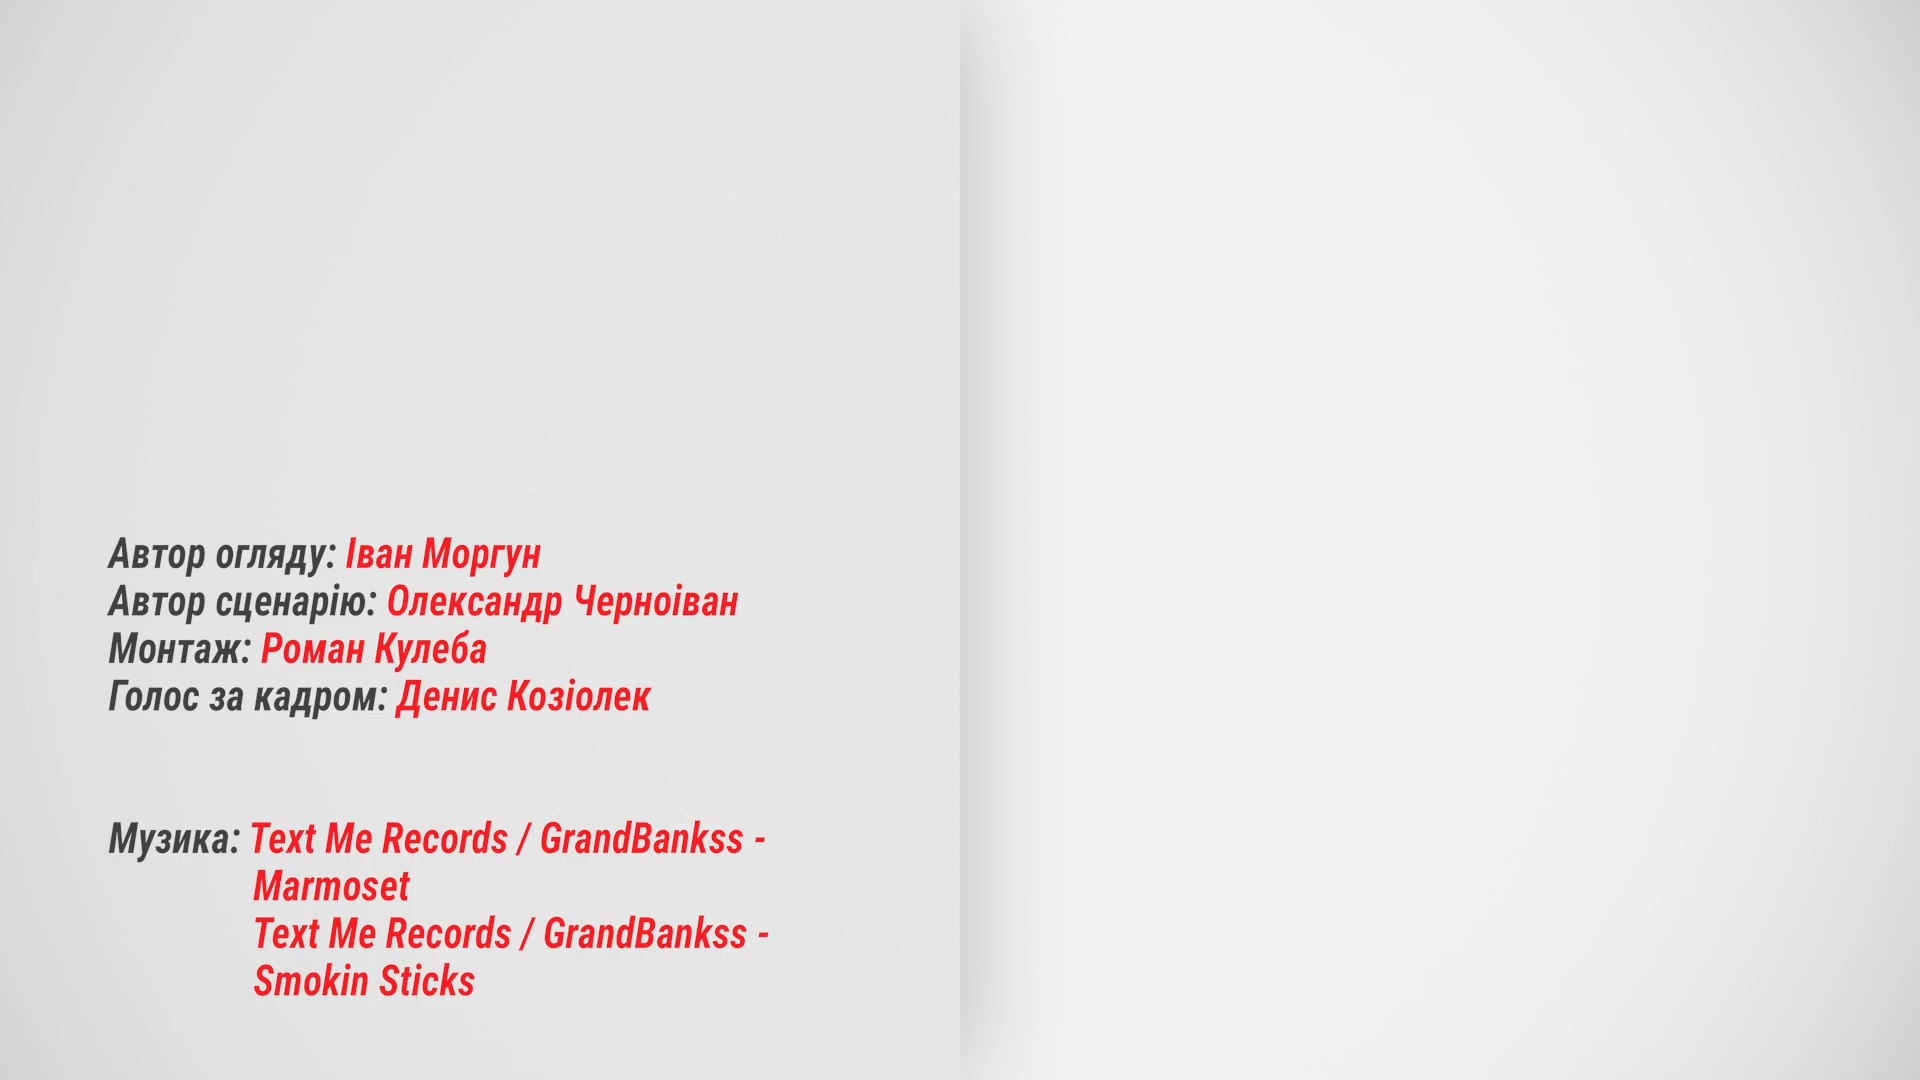 Автор огляду: Іван Моргун
Автор сценарію: Олександр Черноіван
Монтаж: Роман Кулеба
Голос за кадром: Денис Козіолек
Музика: Text Me Records / GrandBankss -
Marmoset
Text Me Records / GrandBankss -
Smokin Sticks